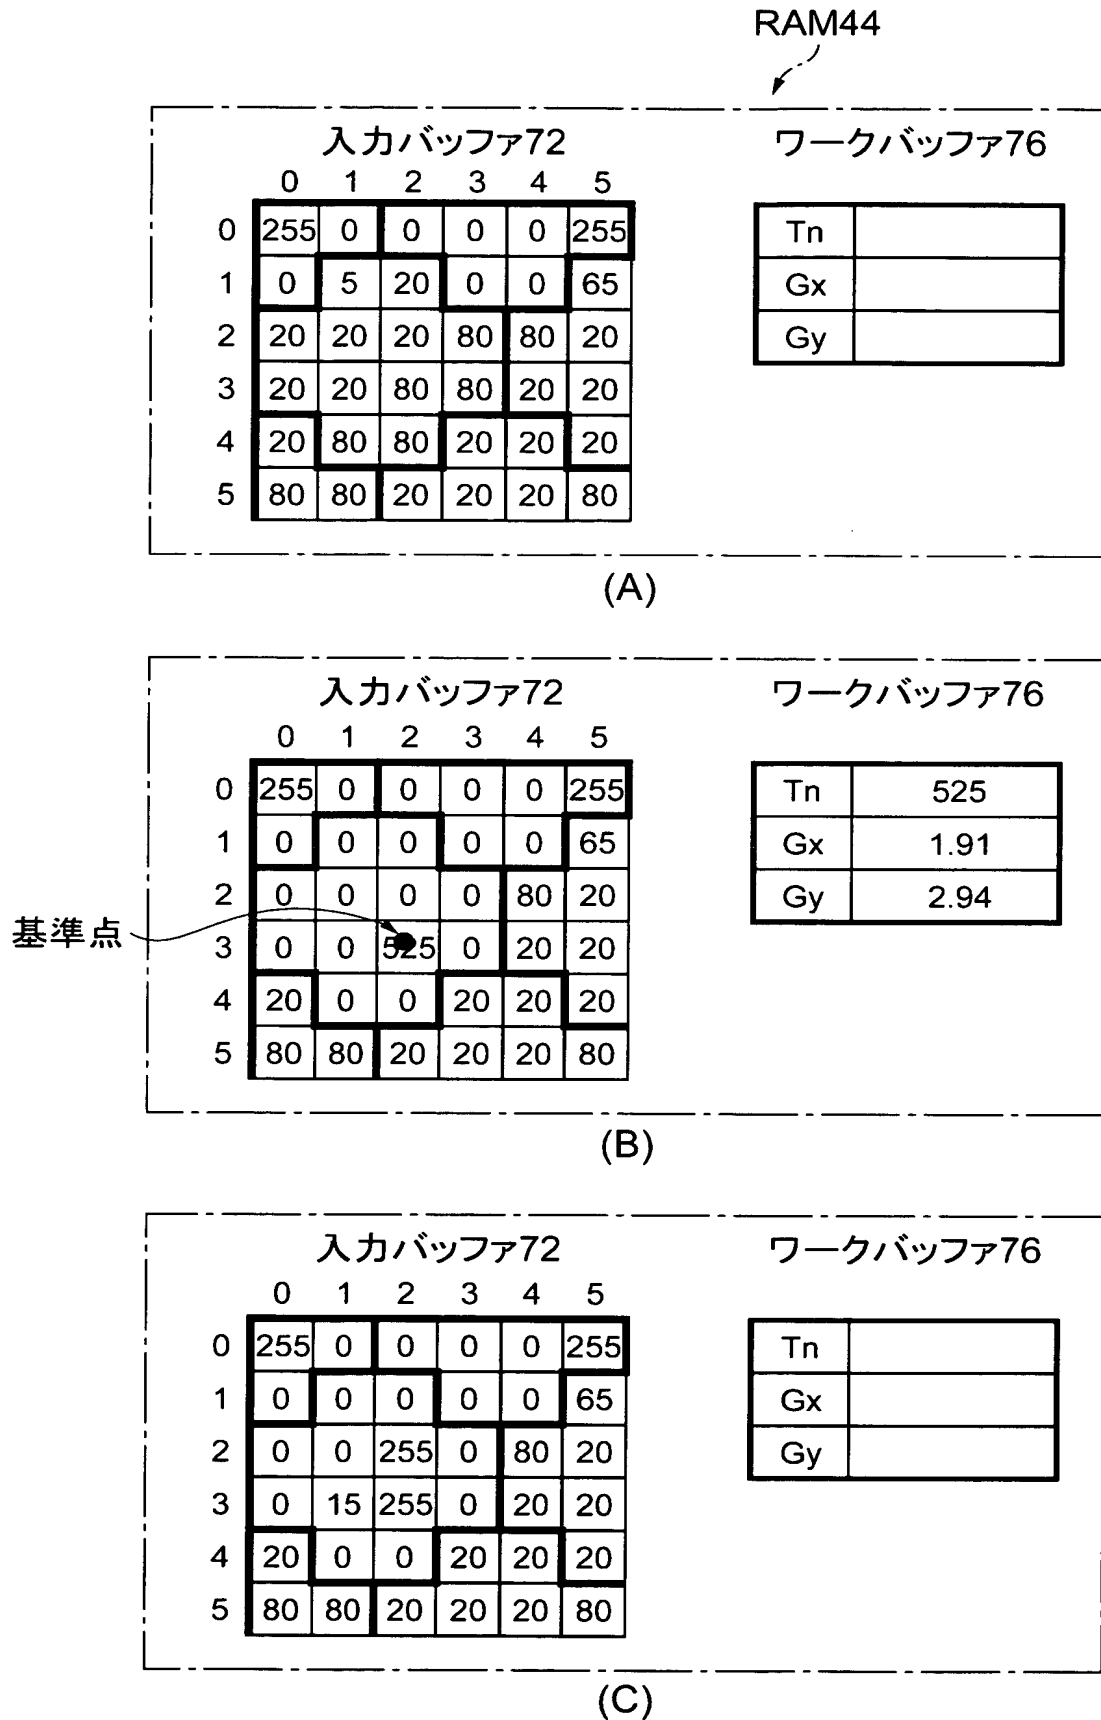 RAM44
入力バッファ72 ワークバッファ76
0 1 2 3 4 5
0 255 0 0 0 0 255 Tn
1 0 5 20 0 0 65 Gx
2 20 20 20 80 80 20 Gy
3 20 20 80 80 20 20
4 20 80 80 20 20 20
5 80 80 20 20 20 80
(A)
入力バッファ72 ワークバッファ76
0 1 2 3 4 5
0 255 0 0 0 0 255 Tn 525
1 0 0 0 0 0 65 Gx 1.91
2 0 0 0 0 80 20 Gy 2.94
基準点
3 0 0 525 0 20 20
4 20 0 0 20 20 20
5 80 80 20 20 20 80
(B)
入力バッファ72 ワークバッファ76
0 1 2 3 4 5
0 255 0 0 0 0 255 Tn
1 0 0 0 0 0 65 Gx
2 0 0 255 0 80 20 Gy
3 0 15 255 0 20 20
4 20 0 0 20 20 20
5 80 80 20 20 20 80
(C)